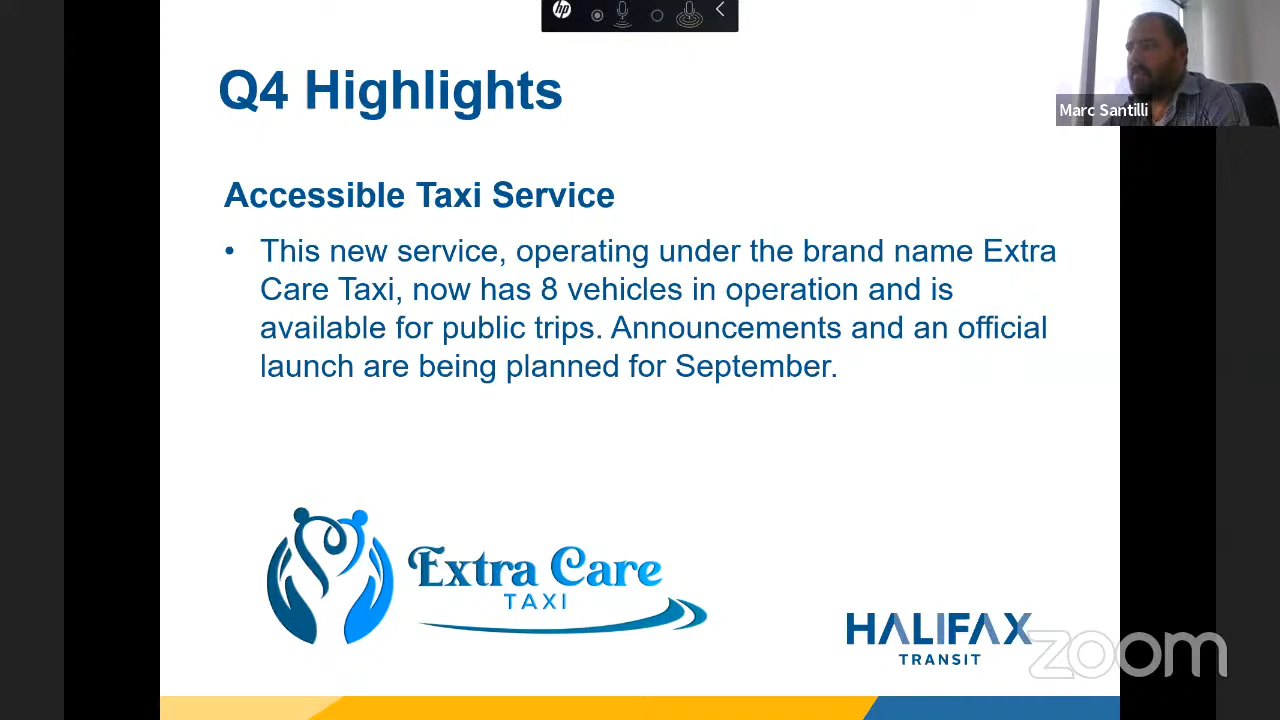 hp
Q4 Highlights
Marc Santilli
Accessible Taxi Service
• This new service, operating under the brand name Extra
Care Taxi, now has 8 vehicles in operation and is
available for public trips. Announcements and an official
launch are being planned for September.
Extra Care
TAXI
HALIFAX
TRANSIT
zoom